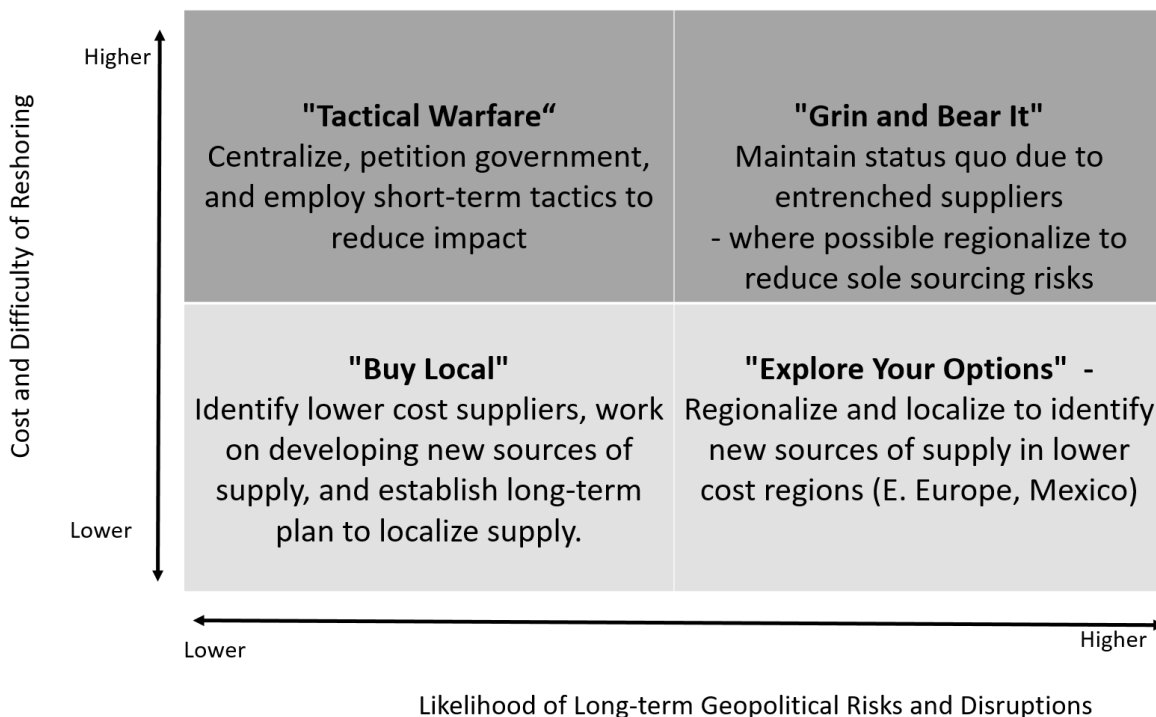 Higher
Cost and Difficulty of Reshoring
Lower
"Tactical Warfare“
Centralize, petition government,
and employ short-term tactics to
reduce impact
"Grin and Bear It"
Maintain status quo due to
entrenched suppliers
- where possible regionalize to
reduce sole sourcing risks
"Buy Local"
Identify lower cost suppliers, work
on developing new sources of
supply, and establish long-term
plan to localize supply.
"Explore Your Options"  -
Regionalize and localize to identify
new sources of supply in lower
cost regions (E. Europe, Mexico)
Lower
Higher
Likelihood of Long-term Geopolitical Risks and Disruptions